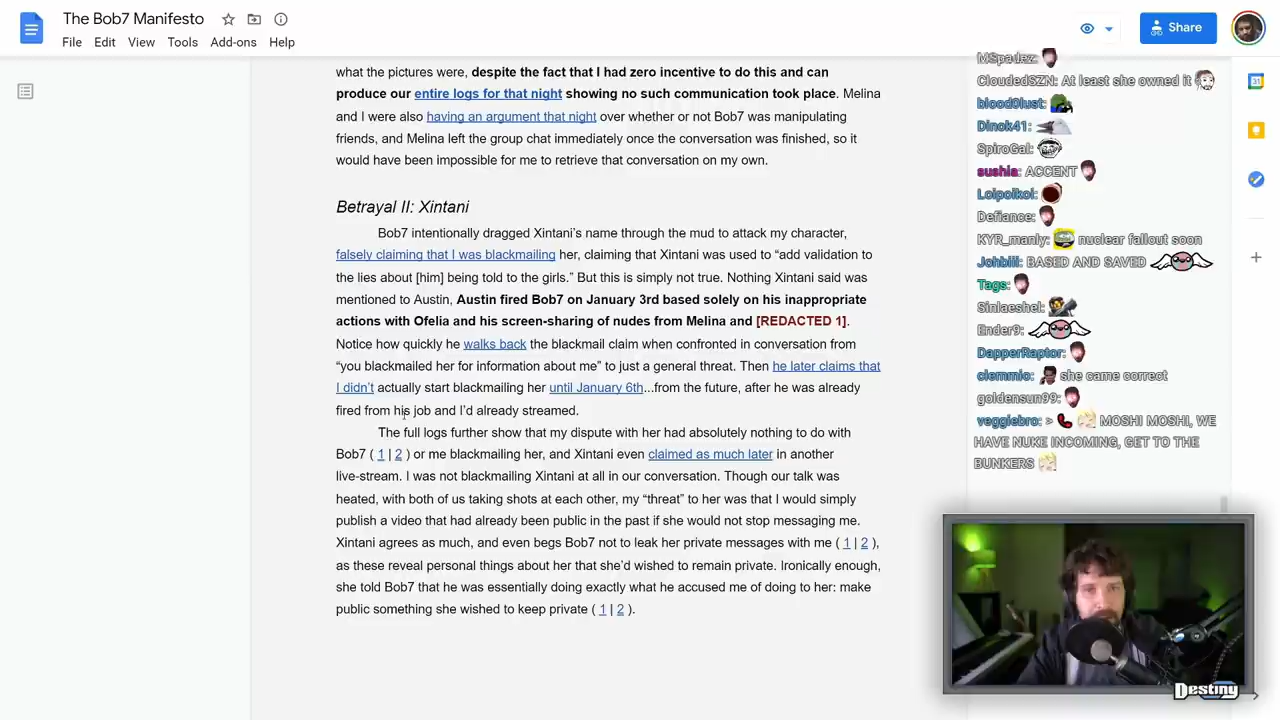 The Bob7 Manifesto
File Edit View Tools Add-ons Help
Share
what the pictures were, despite the fact that I had zero incentive to do this and can
produce our entire logs for that night showing no such communication took place. Melina
and I were also having an argument that night over whether or not Bob7 was manipulating
friends, and Melina left the group chat immediately once the conversation was finished, so it
would have been impossible for me to retrieve that conversation on my own.
Betrayal II: Xintani
Bob7 intentionally dragged Xintani's name through the mud to attack my character,
falsely claiming that I was blackmailing her, claiming that Xintani was used to “add validation to
the lies about [him] being told to the girls.” But this is simply not true. Nothing Xintani said was
mentioned to Austin, Austin fired Bob7 on January 3rd based solely on his inappropriate
actions with Ofelia and his screen-sharing of nudes from Melina and [REDACTED 1].
Notice how quickly he walks back the blackmail claim when confronted in conversation from
“you blackmailed her for information about me” to just a general threat. Then he later claims that
I didn't actually start blackmailing her until January 6th...from the future, after he was already
fired from his job and I'd already streamed.
The full logs further show that my dispute with her had absolutely nothing to do with
Bob7 ( 1 | 2 ) or me blackmailing her, and Xintani even claimed as much later in another
live-stream. I was not blackmailing Xintani at all in our conversation. Though our talk was
heated, with both of us taking shots at each other, my “threat” to her was that I would simply
publish a video that had already been public in the past if she would not stop messaging me.
Xintani agrees as much, and even begs Bob7 not to leak her private messages with me ( 1 | 2 ),
as these reveal personal things about her that she'd wished to remain private. Ironically enough,
she told Bob7 that he was essentially doing exactly what he accused me of doing to her: make
public something she wished to keep private ( 1 | 2 ).
MSpadez:
CloudedSZN: At least she owned it
blood0lust:
Dinok41:
SpiroGal:
sushia: ACCENT
Loipoikoi:
Defiance:
KYR_manly: nuclear fallout soon
Johbiii: BASED AND SAVED
Tags:
Sinlaeshel:
Ender9:
DapperRaptor:
clemmic: she came correct
goldensun99:
veggiebro: > MOSHI MOSHI, WE
HAVE NUKE INCOMING, GET TO THE
BUNKERS
31
Destiny